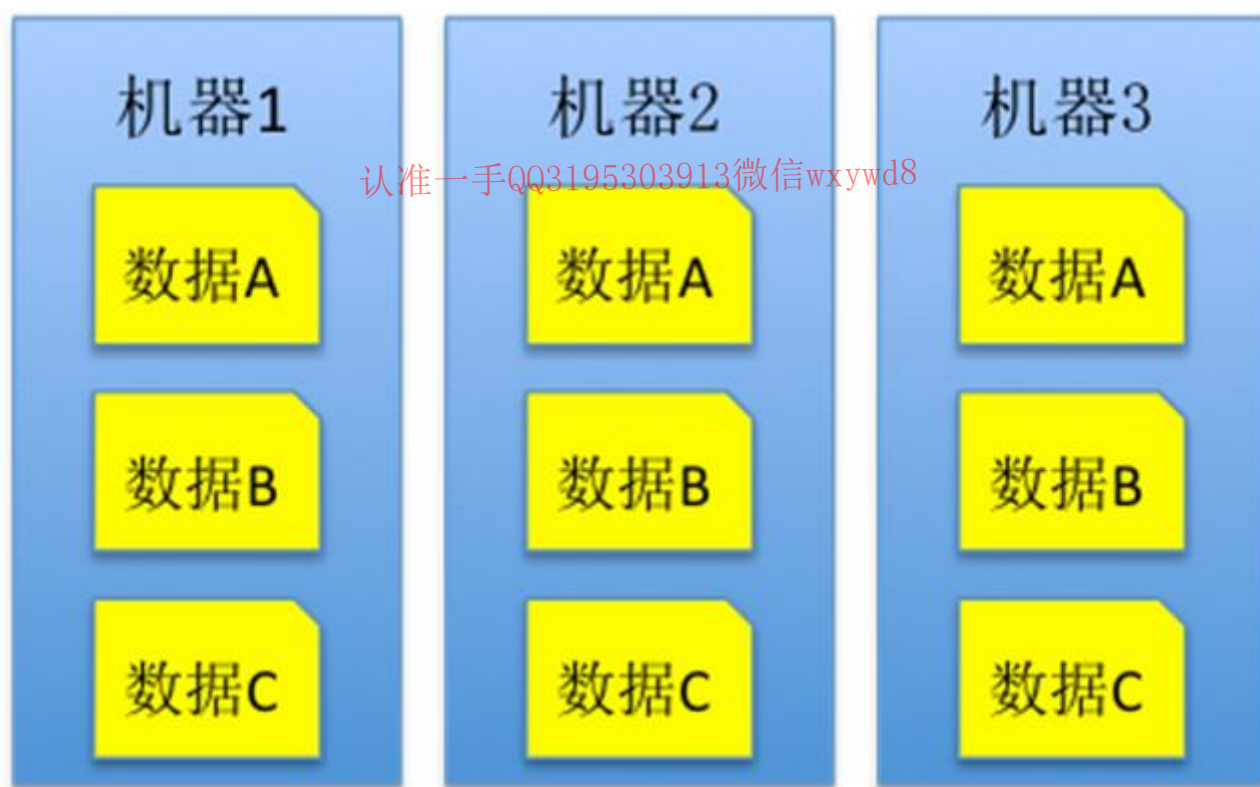 机器1 机器2 机器3
认准一手QQ3195303913微信wxywd8
数据A 数据A 数据A
数据B 数据B 数据B
数据C 数据C 数据C